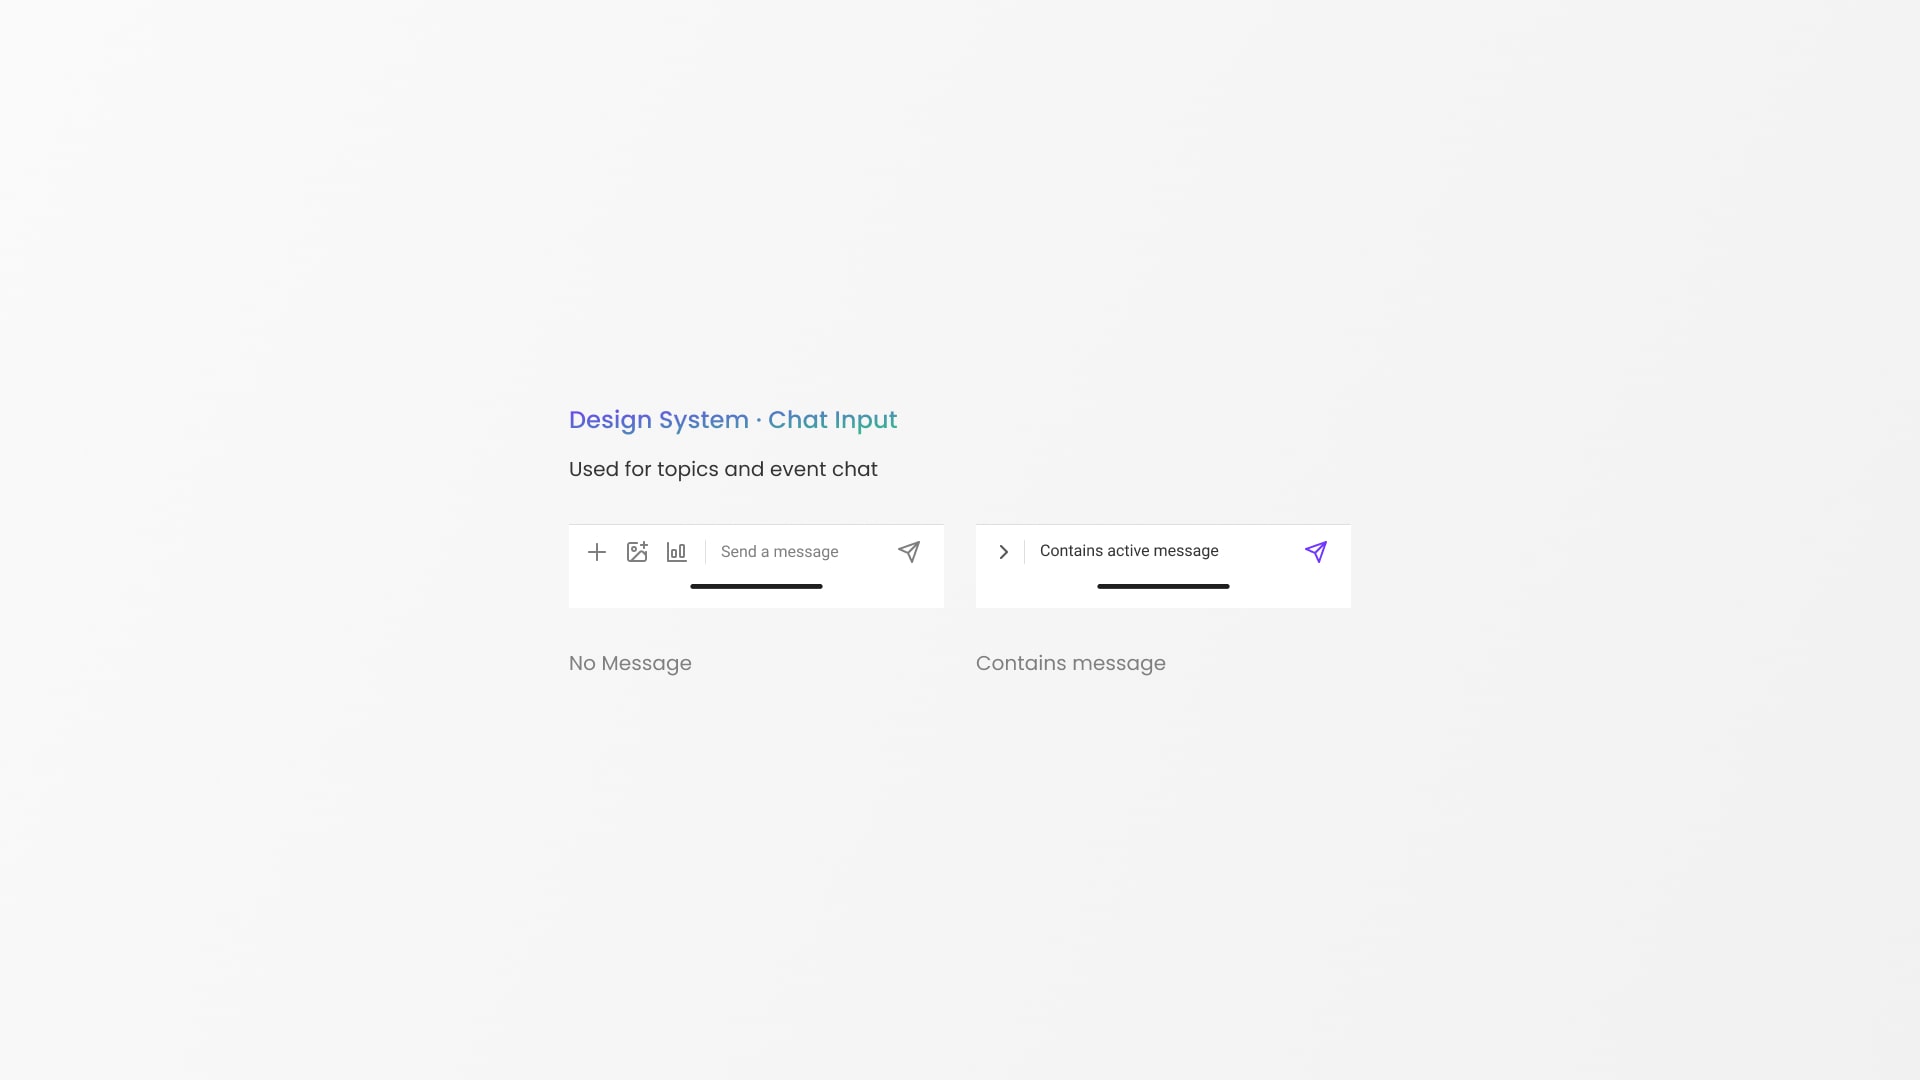 Design System · Chat Input
Used for topics and event chat
Send a message
Contains active message
No Message
Contains message